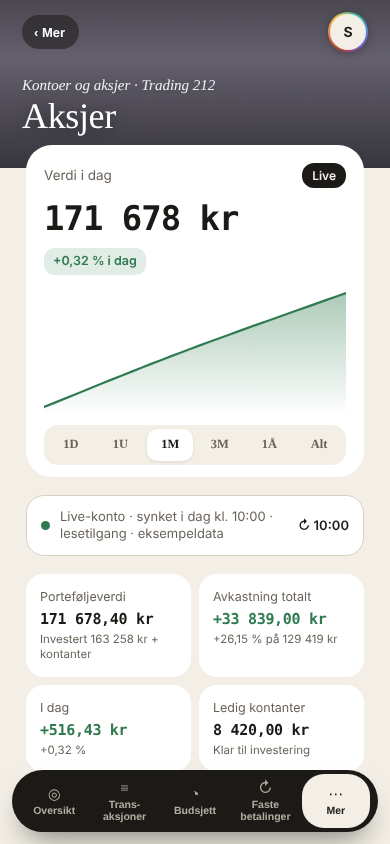 ‹ Mer
S
Kontoer og aksjer · Trading 212
Aksjer
Verdi i dag
Live
171 678 kr
+0,32 % i dag
1D 1U 1M 3M 1Å Alt
Live-konto · synket i dag kl. 10:00 ·
lesetilgang · eksempeldata
↻ 10:00
Porteføljeverdi
171 678,40 kr
Investert 163 258 kr +
kontanter
Avkastning totalt
+33 839,00 kr
+26,15 % på 129 419 kr
I dag
+516,43 kr
+0,32 %
Ledig kontanter
8 420,00 kr
Klar til investering
Oversikt
Trans-
aksjoner
Budsjett
Faste
betalinger
Mer